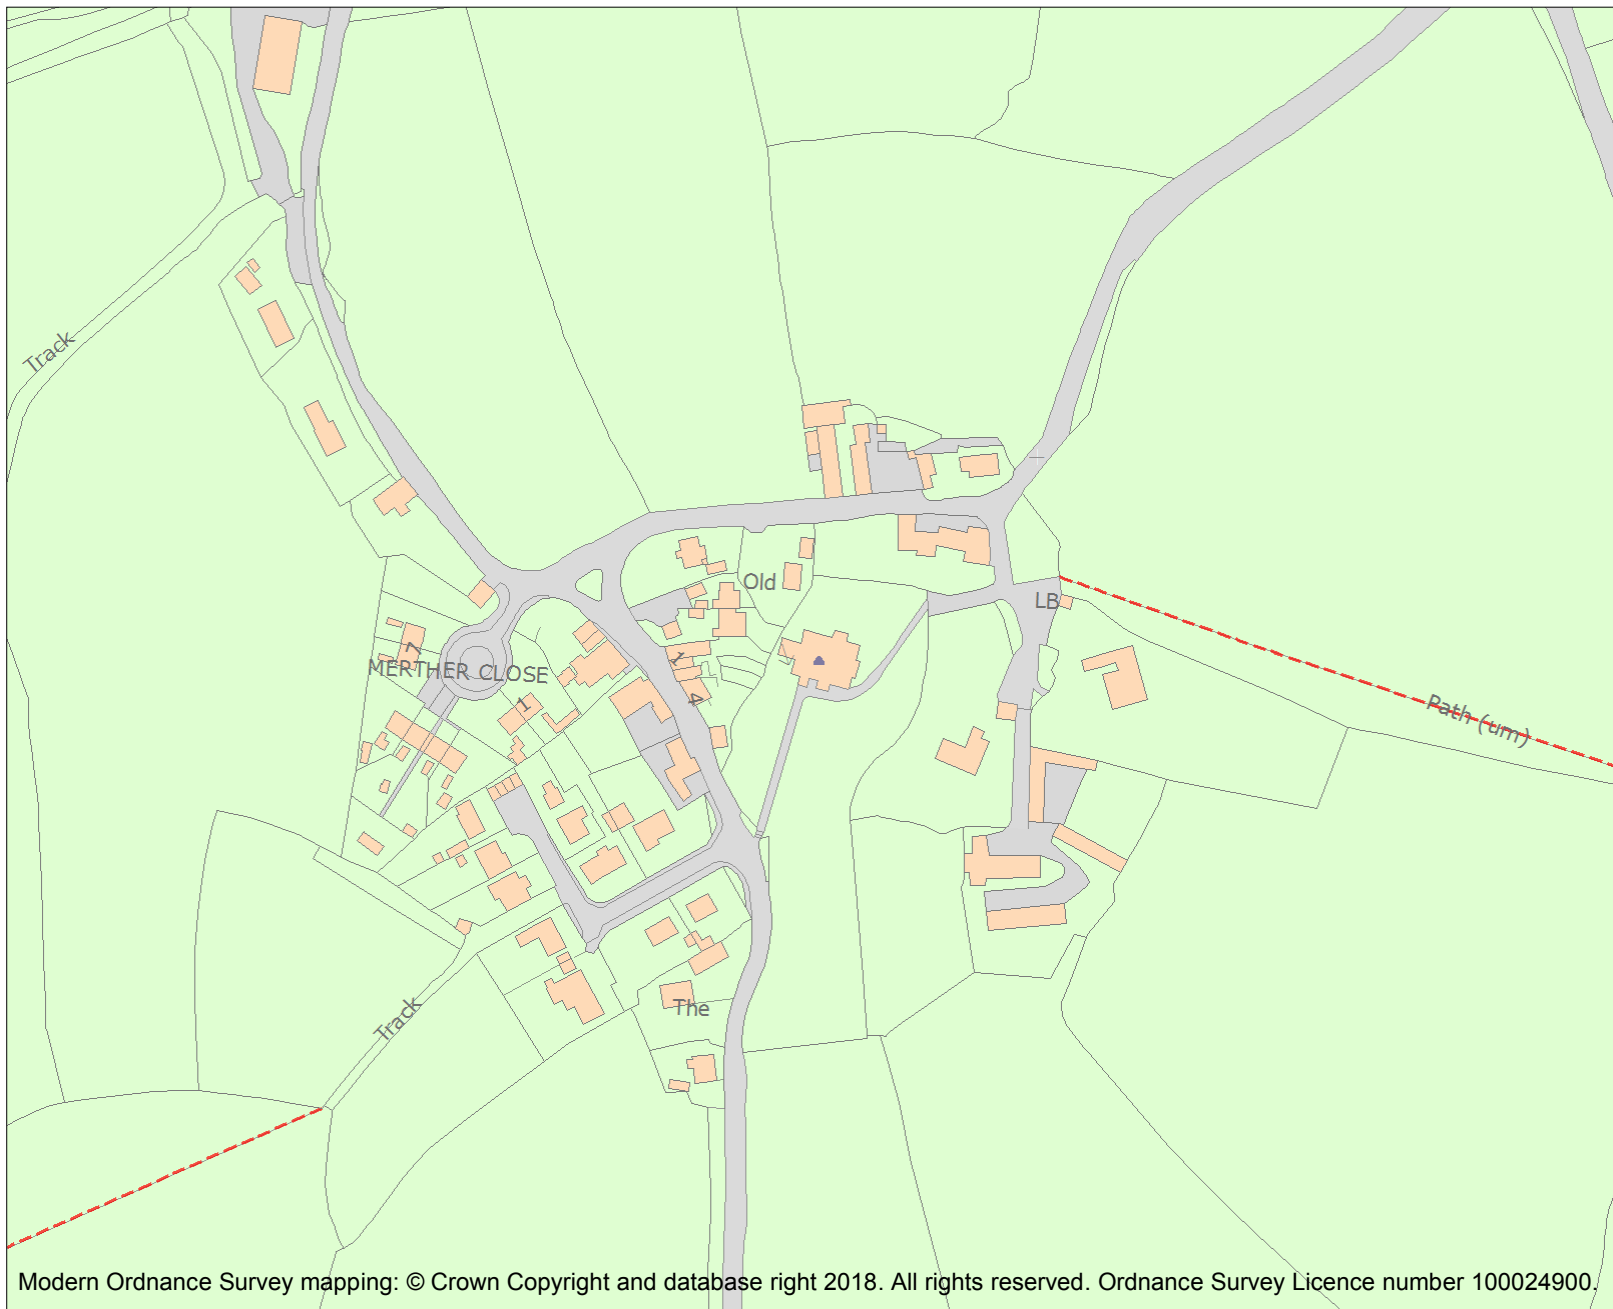 Track
Old
LB
7
MERTHER CLOSE
1
1
4
Path (um)
The
Track
Modern Ordnance Survey mapping: © Crown Copyright and database right 2018. All rights reserved. Ordnance Survey Licence number 100024900.